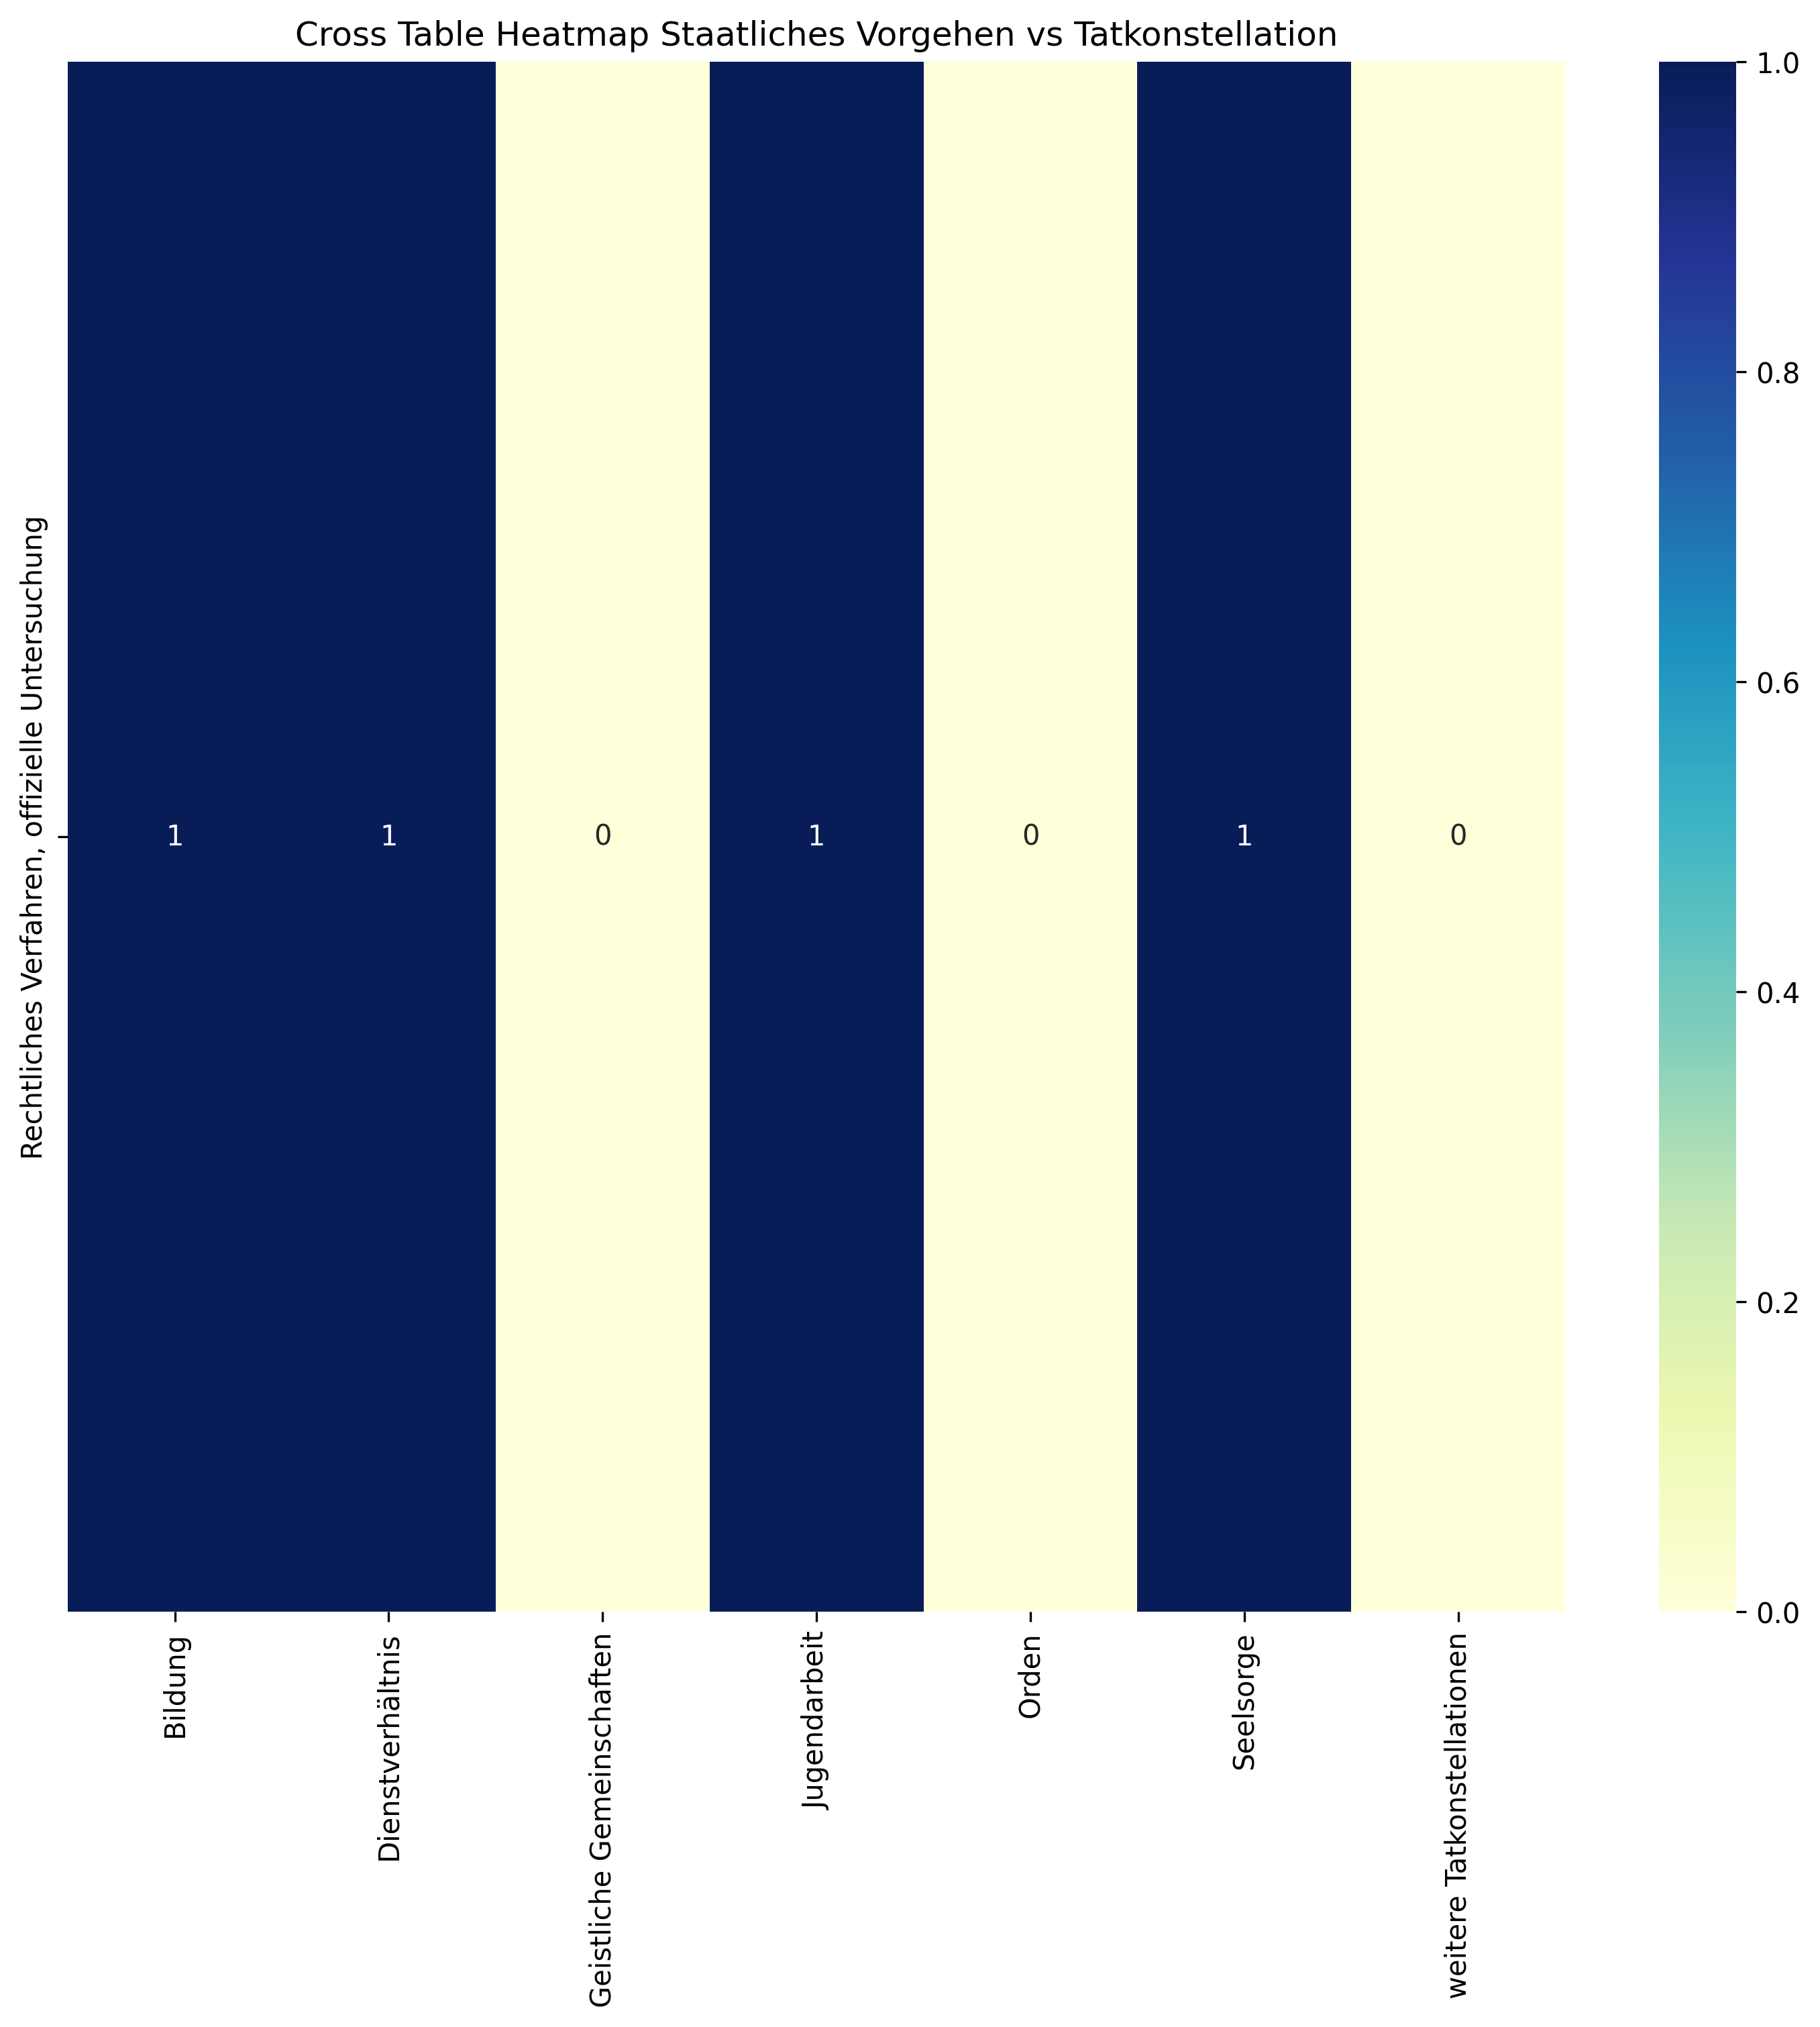 Cross Table Heatmap Staatliches Vorgehen vs Tatkonstellation
Rechtliches Verfahren, offizielle Untersuchung
1 1 0 1 0 1 0
Bildung
Dienstverhältnis
Geistliche Gemeinschaften
Jugendarbeit
Orden
Seelsorge
weitere Tatkonstellationen
1.0
0.8
0.6
0.4
0.2
0.0